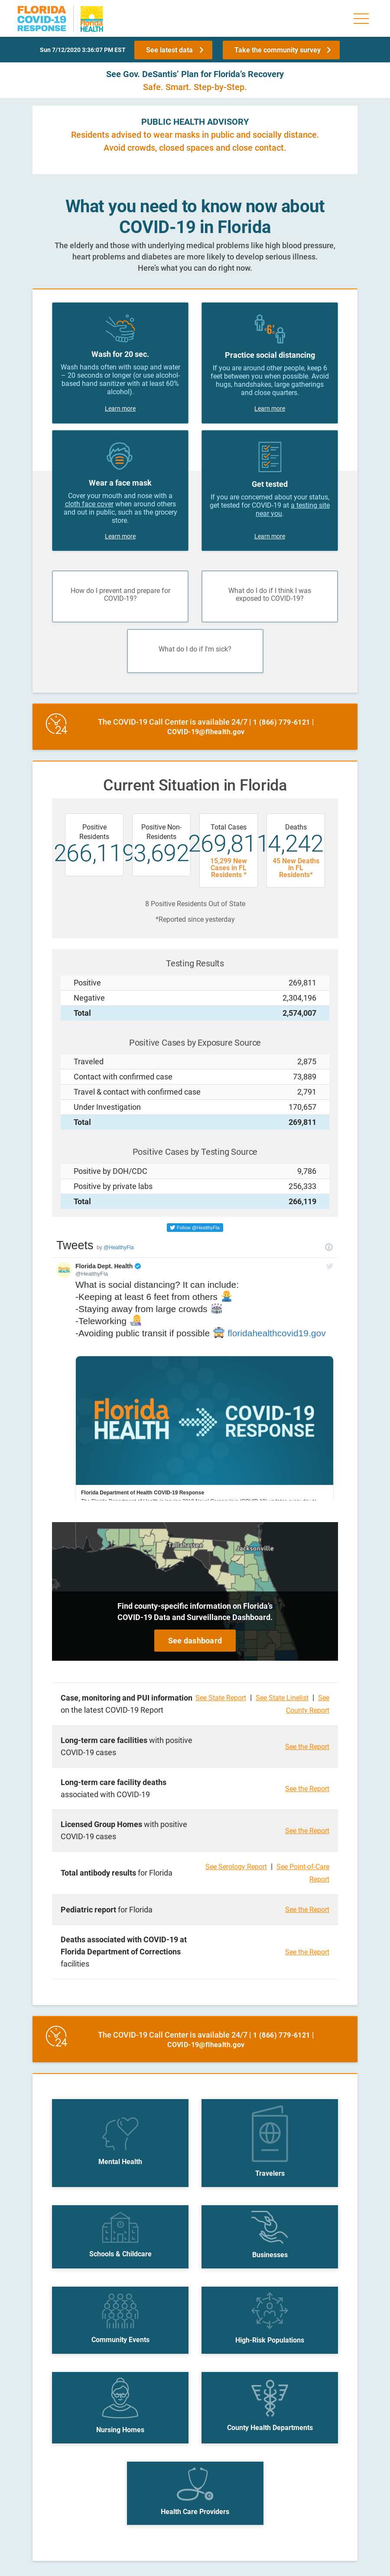 FLORIDA
COVID-19
RESPONSE
Florida
HEALTH
Sun 7/12/2020 3:36:07 PM EST
See latest data
Take the community survey
See Gov. DeSantis' Plan for Florida's Recovery
Safe. Smart. Step-by-Step.
PUBLIC HEALTH ADVISORY
Residents advised to wear masks in public and socially distance.
Avoid crowds, closed spaces and close contact.
What you need to know now about
COVID-19 in Florida
The elderly and those with underlying medical problems like high blood pressure,
heart problems and diabetes are more likely to develop serious illness.
Here's what you can do right now.
Wash for 20 sec.
Wash hands often with soap and water
– 20 seconds or longer (or use alcohol-
based hand sanitizer with at least 60%
alcohol).
Learn more
6'
Practice social distancing
If you are around other people, keep 6
feet between you when possible. Avoid
hugs, handshakes, large gatherings
and close quarters.
Learn more
Wear a face mask
Cover your mouth and nose with a
cloth face cover when around others
and out in public, such as the grocery
store.
Learn more
Get tested
If you are concerned about your status,
get tested for COVID-19 at a testing site
near you.
Learn more
How do I prevent and prepare for
COVID-19?
What do I do if I think I was
exposed to COVID-19?
What do I do if I'm sick?
24
The COVID-19 Call Center is available 24/7 | 1 (866) 779-6121 |
COVID-19@flhealth.gov
Current Situation in Florida
Positive
Residents
266,119
Positive Non-
Residents
3,692
Total Cases
269,811
15,299 New
Cases in FL
Residents *
Deaths
4,242
45 New Deaths
in FL
Residents*
8 Positive Residents Out of State
*Reported since yesterday
Testing Results
Positive 269,811
Negative 2,304,196
Total 2,574,007
Positive Cases by Exposure Source
Traveled 2,875
Contact with confirmed case 73,889
Travel & contact with confirmed case 2,791
Under Investigation 170,657
Total 269,811
Positive Cases by Testing Source
Positive by DOH/CDC 9,786
Positive by private labs 256,333
Total 266,119
Follow @HealthyFla
Tweets by @HealthyFla
Florida Dept. Health
@HealthyFla
What is social distancing? It can include:
-Keeping at least 6 feet from others
-Staying away from large crowds
-Teleworking
-Avoiding public transit if possible floridahealthcovid19.gov
Florida
HEALTH
COVID-19
RESPONSE
Florida Department of Health COVID-19 Response
Tallahassee
Jacksonville
Find county-specific information on Florida's
COVID-19 Data and Surveillance Dashboard.
See dashboard
Case, monitoring and PUI information
on the latest COVID-19 Report
See State Report | See State Linelist | See
County Report
Long-term care facilities with positive
COVID-19 cases
See the Report
Long-term care facility deaths
associated with COVID-19
See the Report
Licensed Group Homes with positive
COVID-19 cases
See the Report
Total antibody results for Florida
See Serology Report | See Point-of-Care
Report
Pediatric report for Florida
See the Report
Deaths associated with COVID-19 at
Florida Department of Corrections
facilities
See the Report
24
The COVID-19 Call Center is available 24/7 | 1 (866) 779-6121 |
COVID-19@flhealth.gov
Mental Health
Travelers
Schools & Childcare
Businesses
Community Events
High-Risk Populations
Nursing Homes
County Health Departments
Health Care Providers